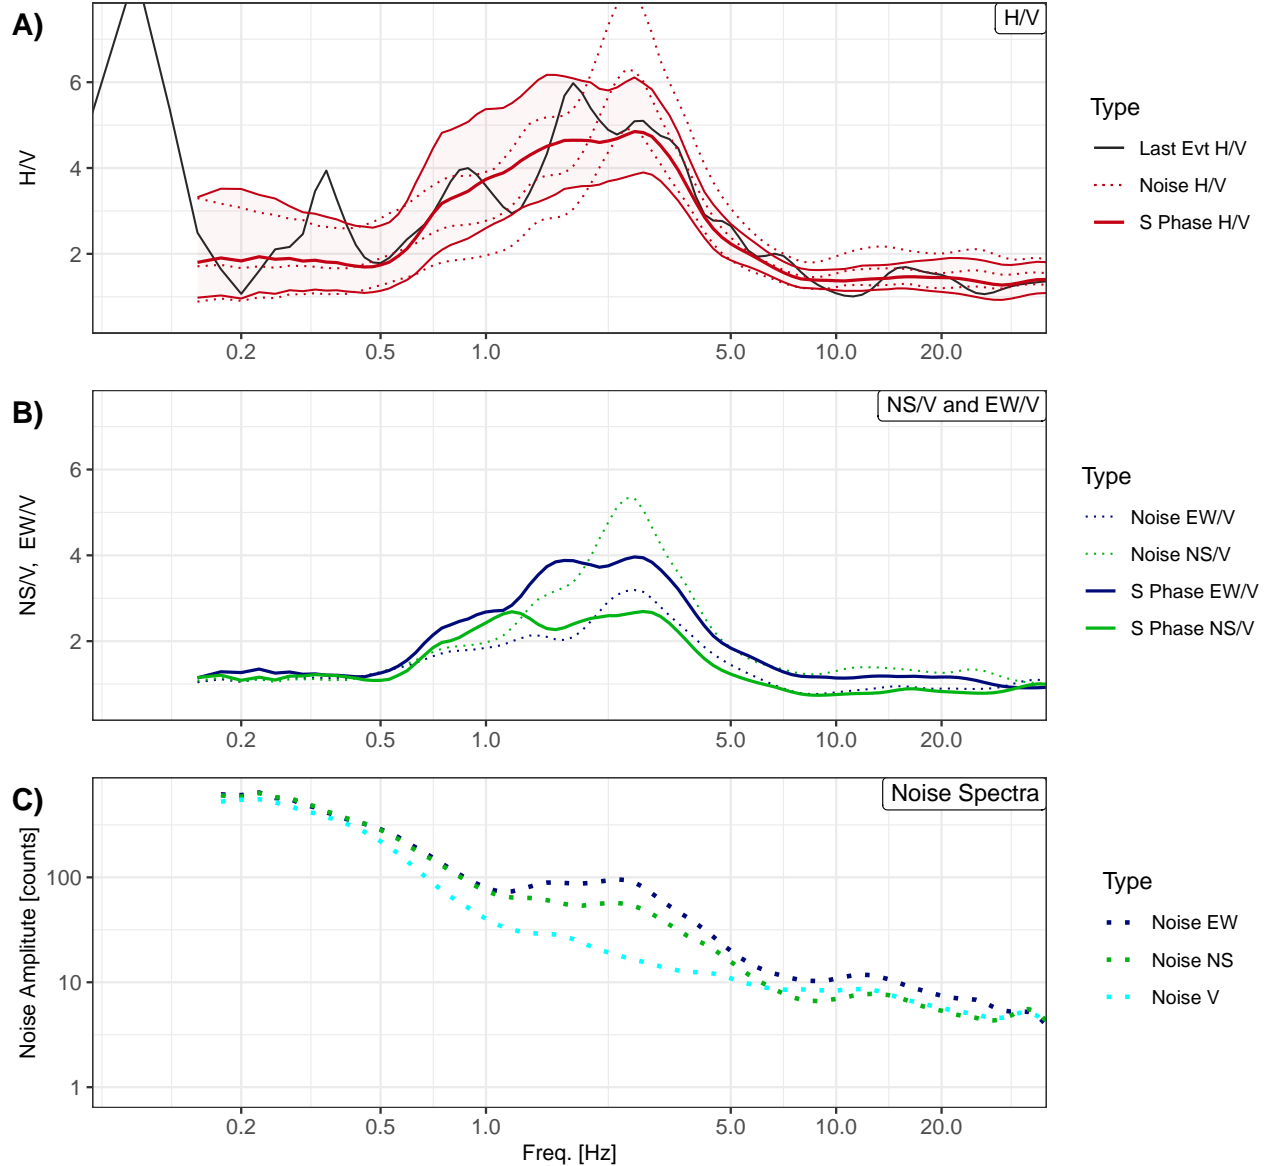 A)
H/V
6
4
2
H/V
0.2 0.5 1.0 5.0 10.0 20.0
Type
Last Evt H/V
Noise H/V
S Phase H/V
B)
NS/V and EW/V
6
4
2
NS/V, EW/V
0.2 0.5 1.0 5.0 10.0 20.0
Type
Noise EW/V
Noise NS/V
S Phase EW/V
S Phase NS/V
C)
Noise Spectra
100
10
1
Noise Amplitute [counts]
0.2 0.5 1.0 5.0 10.0 20.0
Freq. [Hz]
Type
Noise EW
Noise NS
Noise V